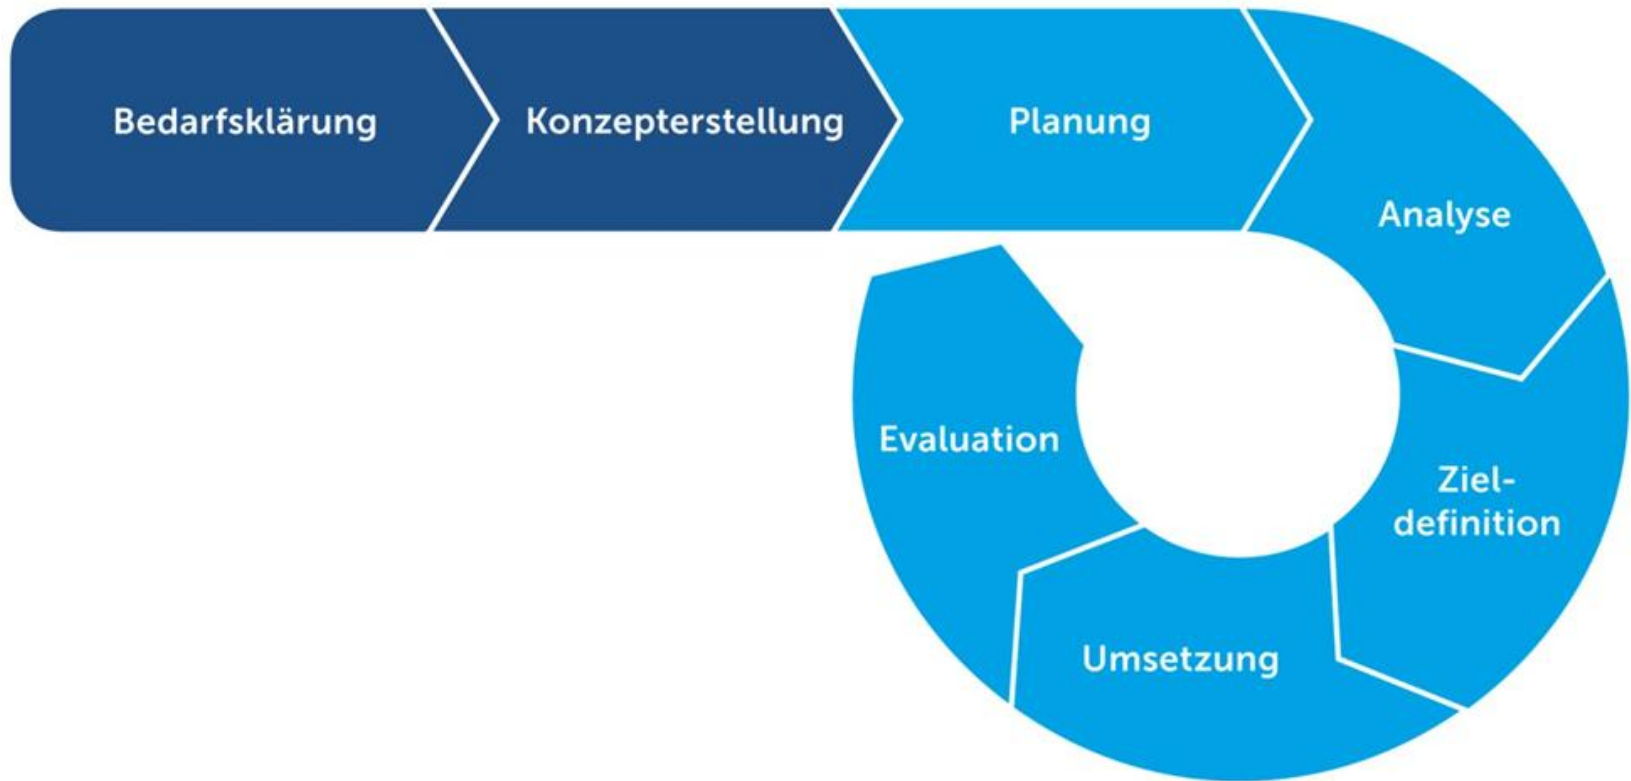 Bedarfsklärung
Konzepterstellung
Planung
Analyse
Ziel-
definition
Umsetzung
Evaluation